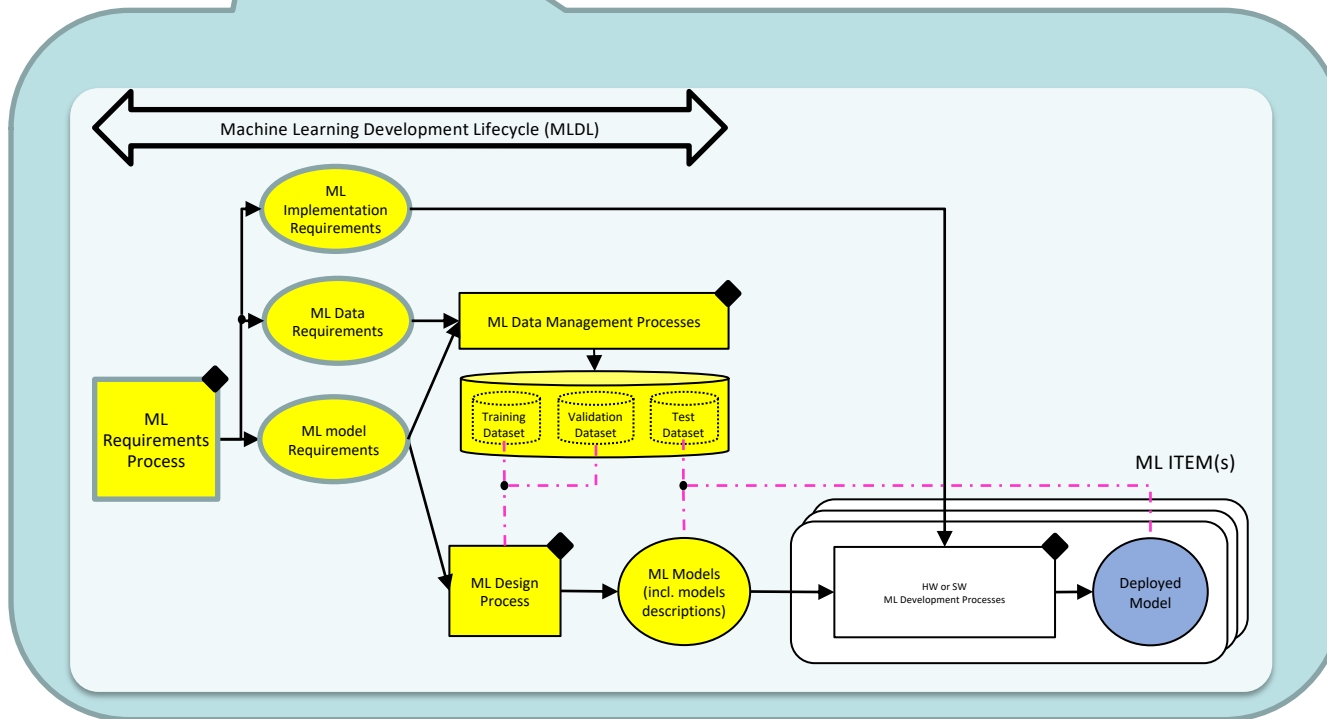 Machine Learning Development Lifecycle (MLDL)
ML
Implementation
Requirements
ML Data
Requirements
ML Data Management Processes
ML
Requirements
Process
ML model
Requirements
Training
Dataset
Validation
Dataset
Test
Dataset
ML ITEM(s)
ML Design
Process
ML Models
(incl. models
descriptions)
HW or SW
ML Development Processes
Deployed
Model